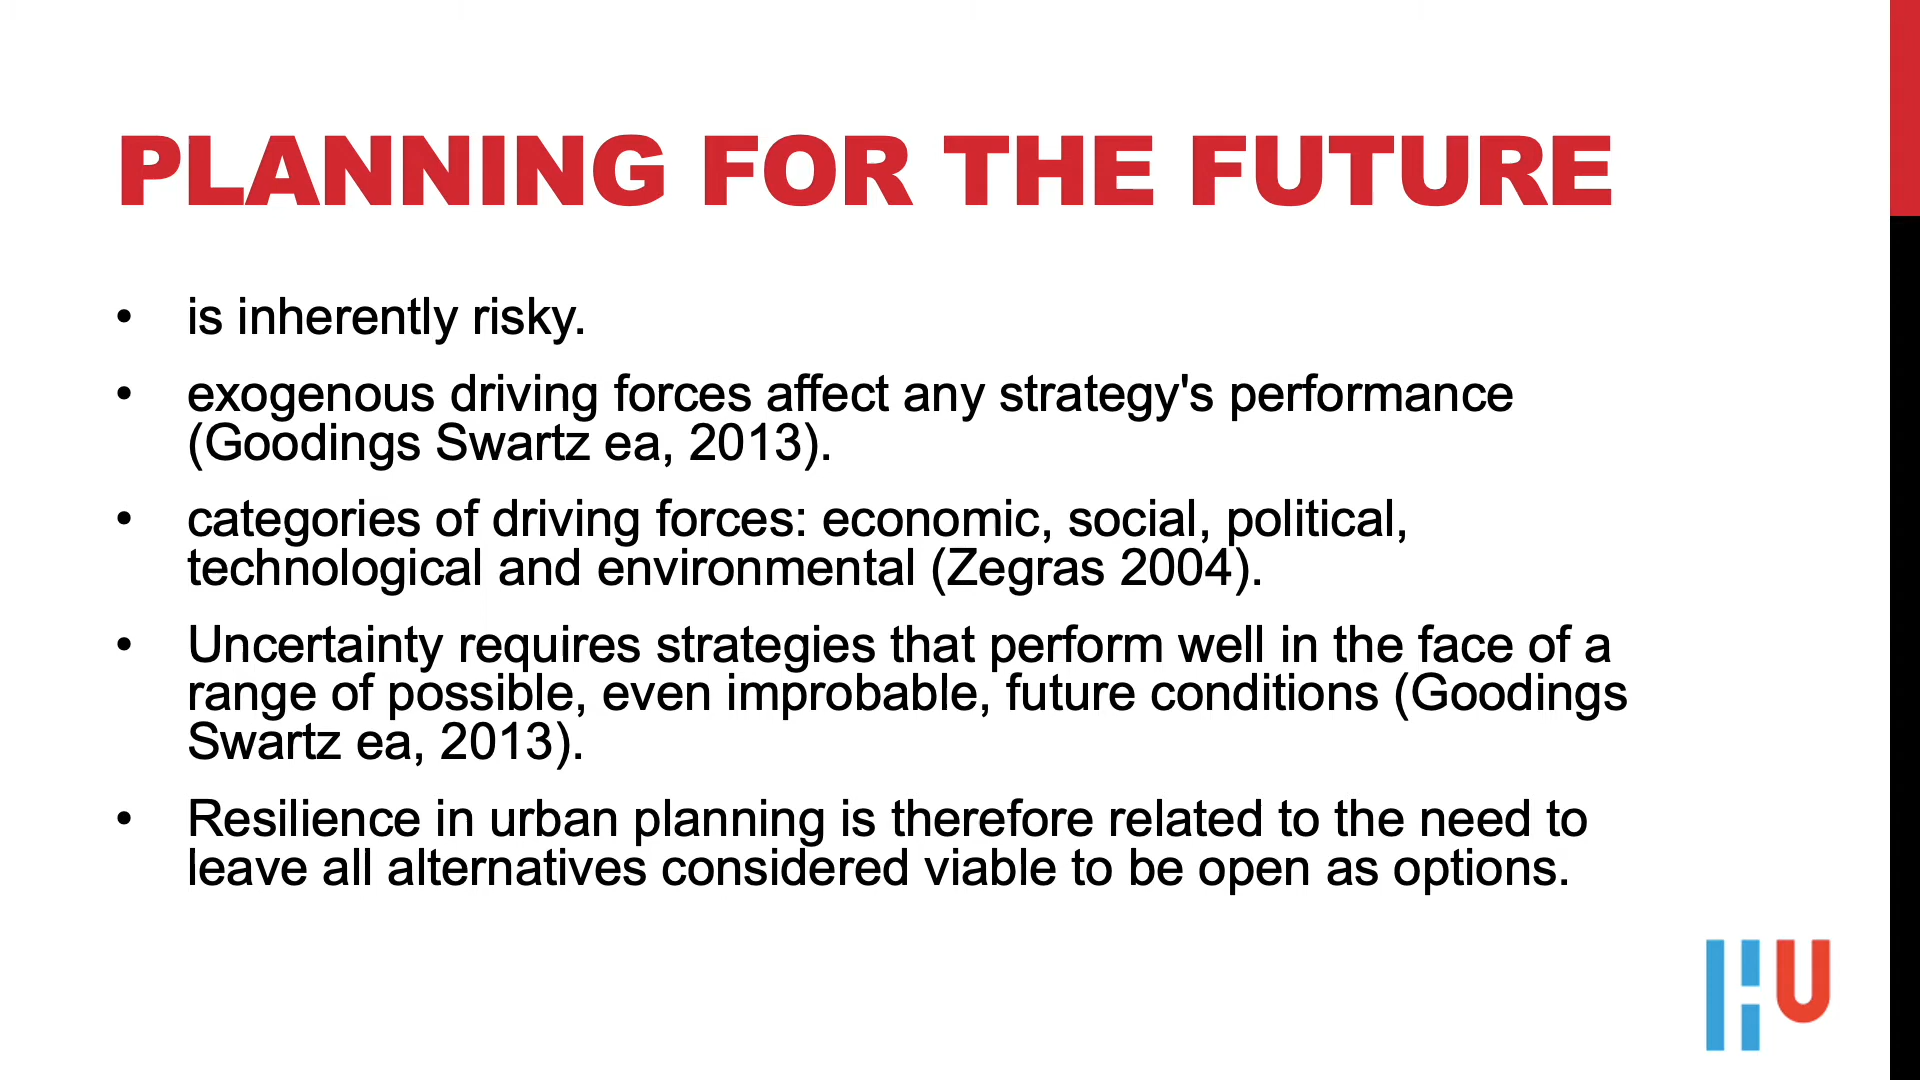 PLANNING FOR THE FUTURE
• is inherently risky.
• exogenous driving forces affect any strategy's performance
(Goodings Swartz ea, 2013).
• categories of driving forces: economic, social, political,
technological and environmental (Zegras 2004).
• Uncertainty requires strategies that perform well in the face of a
range of possible, even improbable, future conditions (Goodings
Swartz ea, 2013).
• Resilience in urban planning is therefore related to the need to
leave all alternatives considered viable to be open as options.
HU